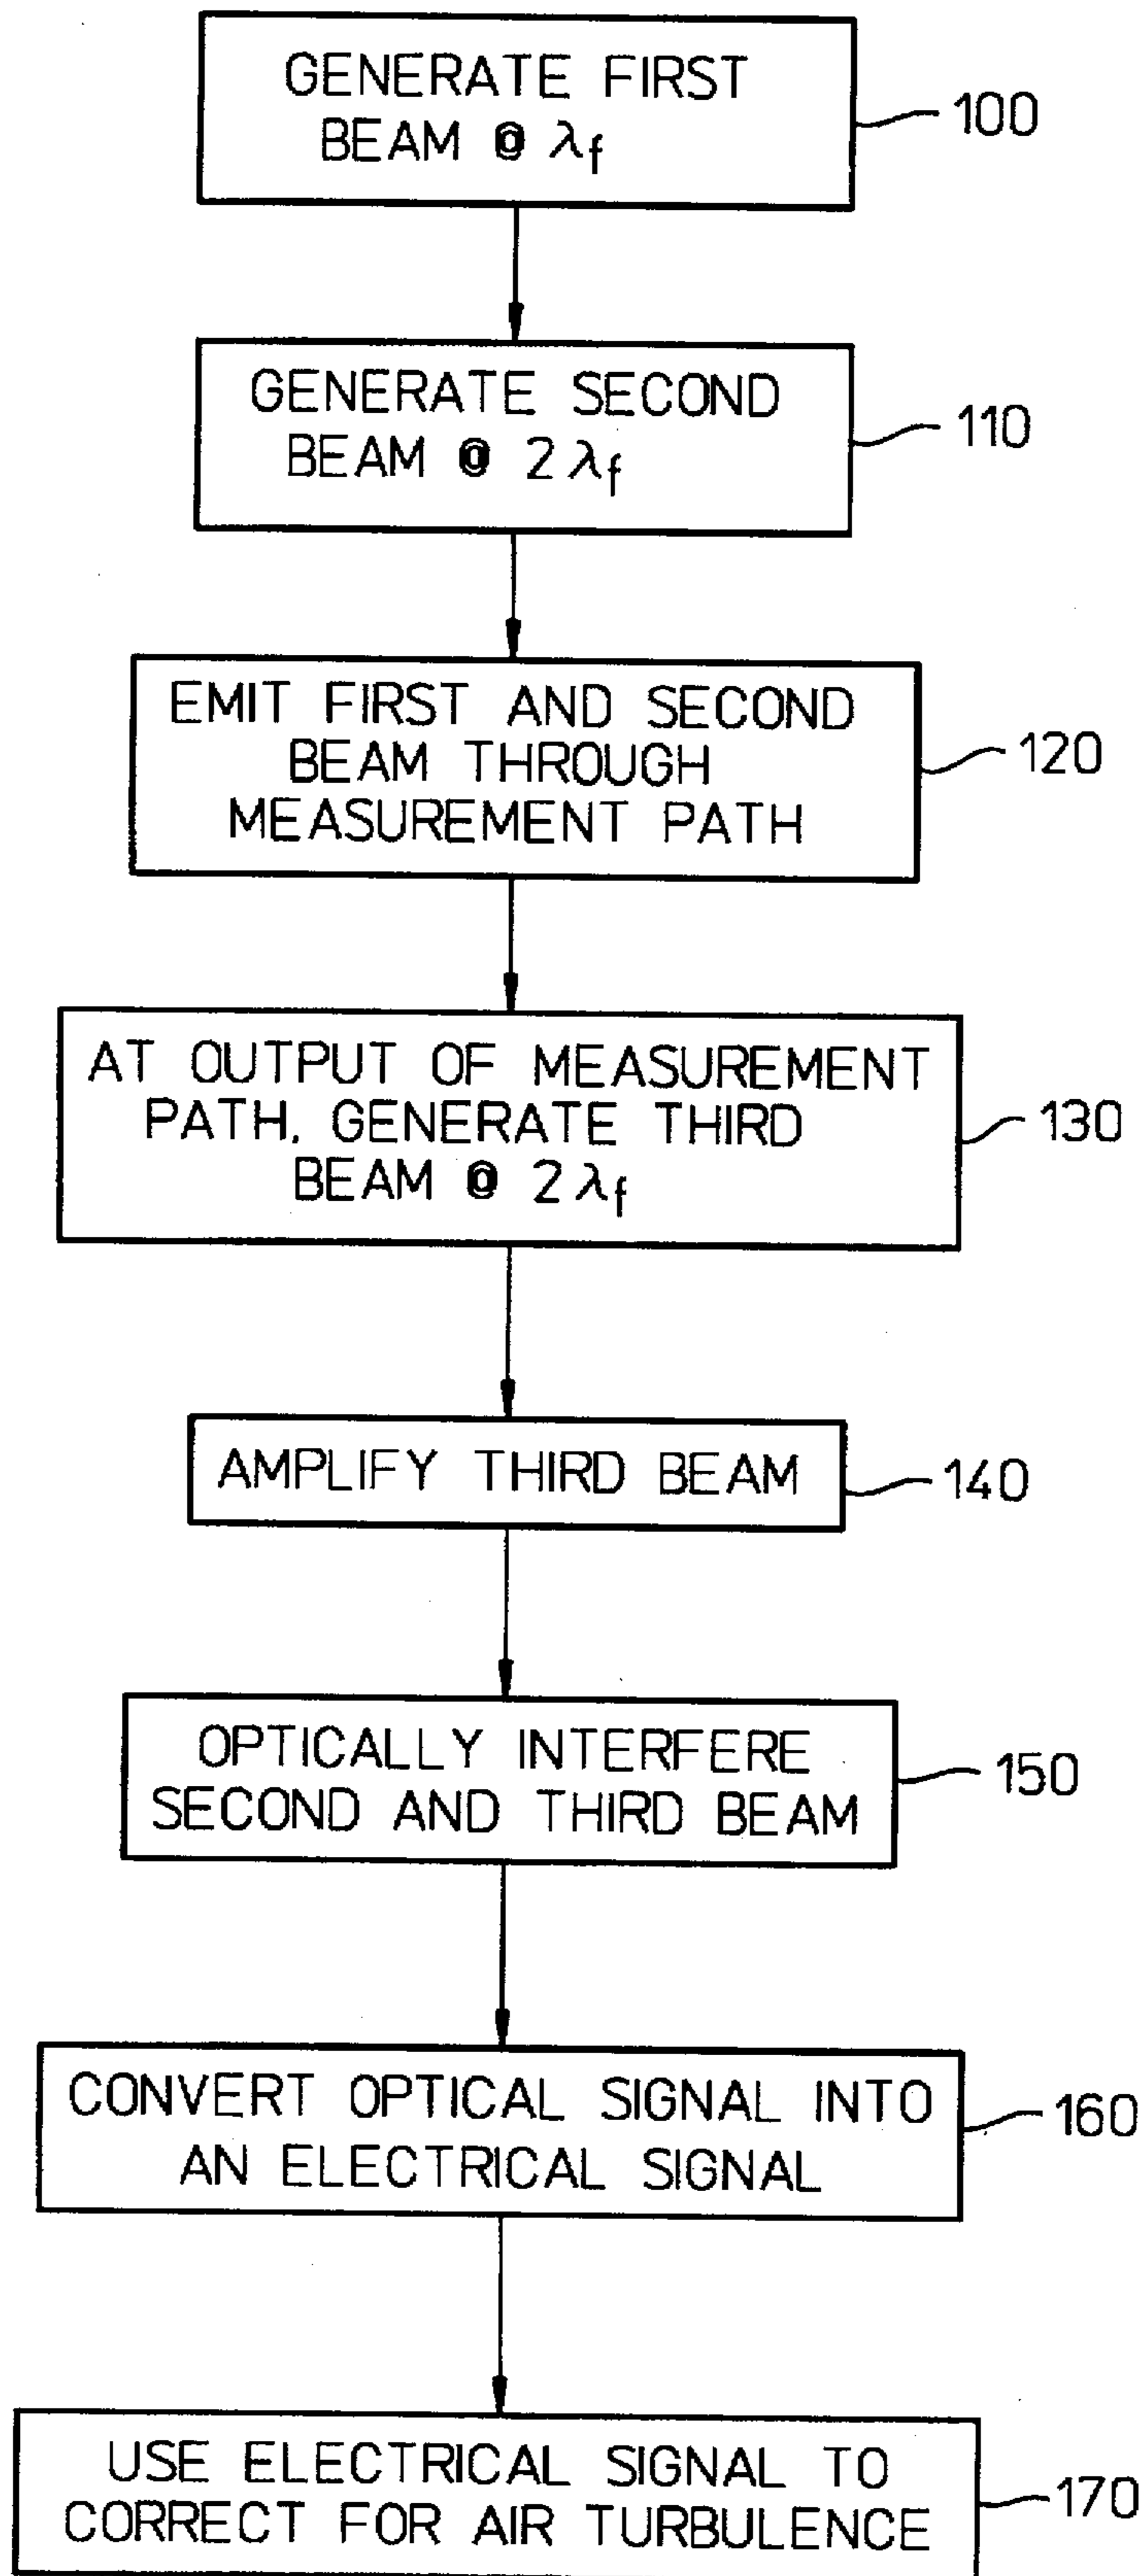 GENERATE FIRST
BEAM @ λf
100
GENERATE SECOND
BEAM @ 2λf
110
EMIT FIRST AND SECOND
BEAM THROUGH
MEASUREMENT PATH
120
AT OUTPUT OF MEASUREMENT
PATH, GENERATE THIRD
BEAM @ 2λf
130
AMPLIFY THIRD BEAM
140
OPTICALLY INTERFERE
SECOND AND THIRD BEAM
150
CONVERT OPTICAL SIGNAL INTO
AN ELECTRICAL SIGNAL
160
USE ELECTRICAL SIGNAL TO
CORRECT FOR AIR TURBULENCE
170